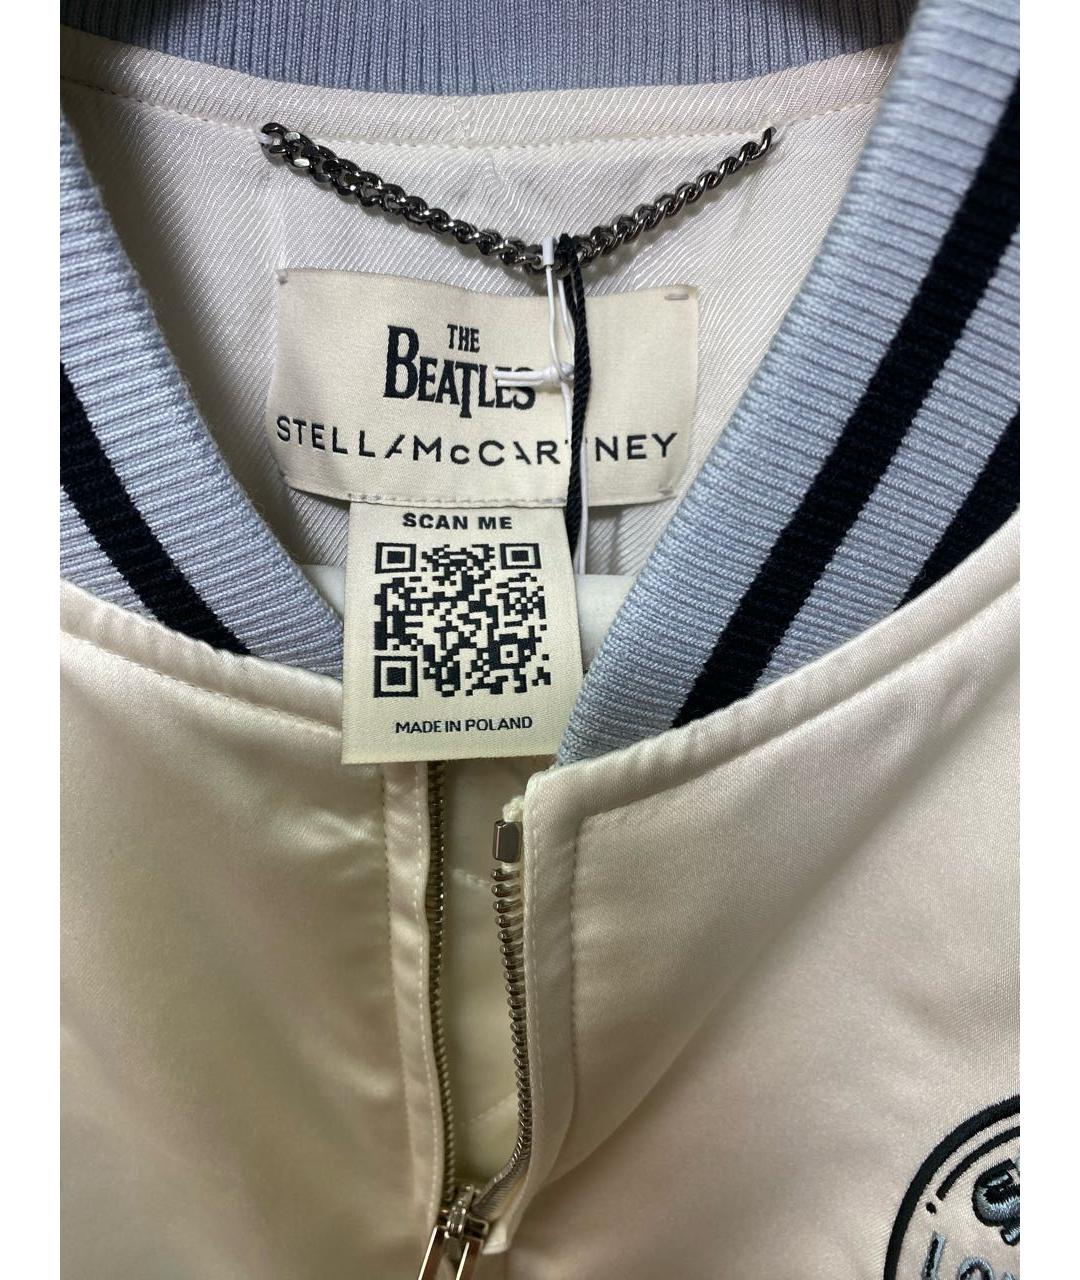 THE
BEATLES
STELLA McCARTNEY
SCAN ME
MADE IN POLAND